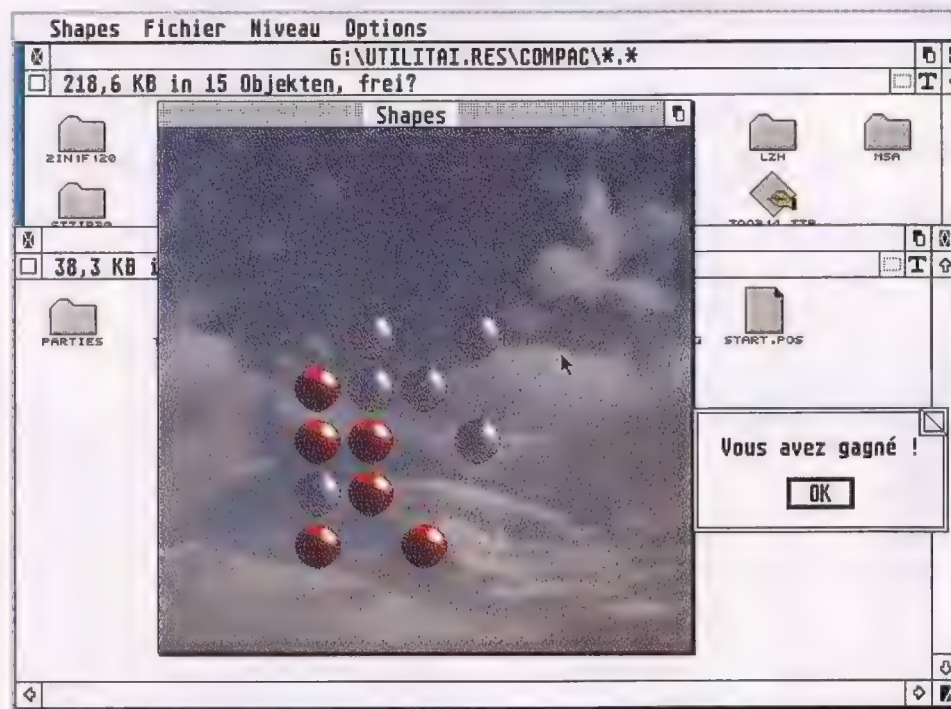 Shapes Fichier Niveau Options
G:\UTILITAI.RES\COMPAC\*.*
218,6 KB in 15 Objekten, frei?
Shapes
2IN1F120
LZH
MSA
38,3 KB
PARTIES
START.POS
Vous avez gagné !
OK